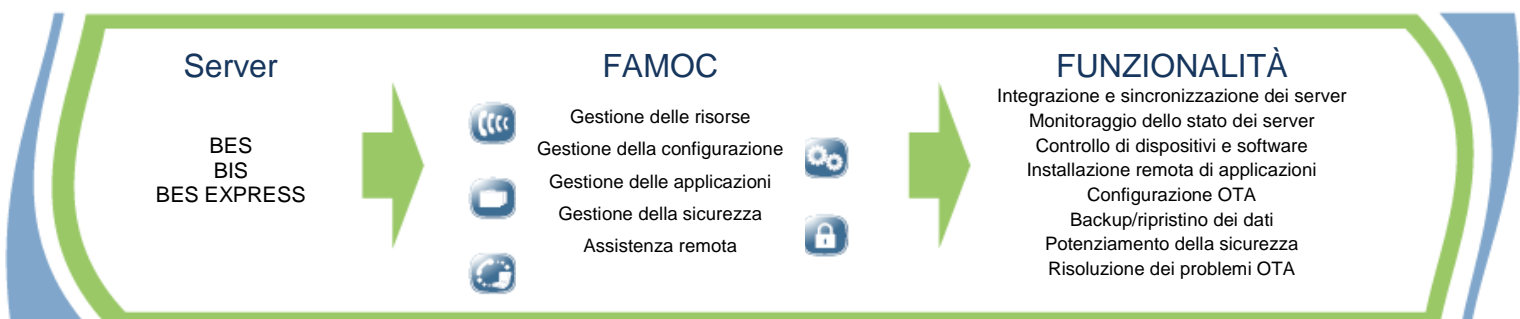 Server
BES
BIS
BES EXPRESS
FAMOC
Gestione delle risorse
Gestione della configurazione
Gestione delle applicazioni
Gestione della sicurezza
Assistenza remota
FUNZIONALITÀ
Integrazione e sincronizzazione dei server
Monitoraggio dello stato dei server
Controllo di dispositivi e software
Installazione remota di applicazioni
Configurazione OTA
Backup/ripristino dei dati
Potenziamento della sicurezza
Risoluzione dei problemi OTA